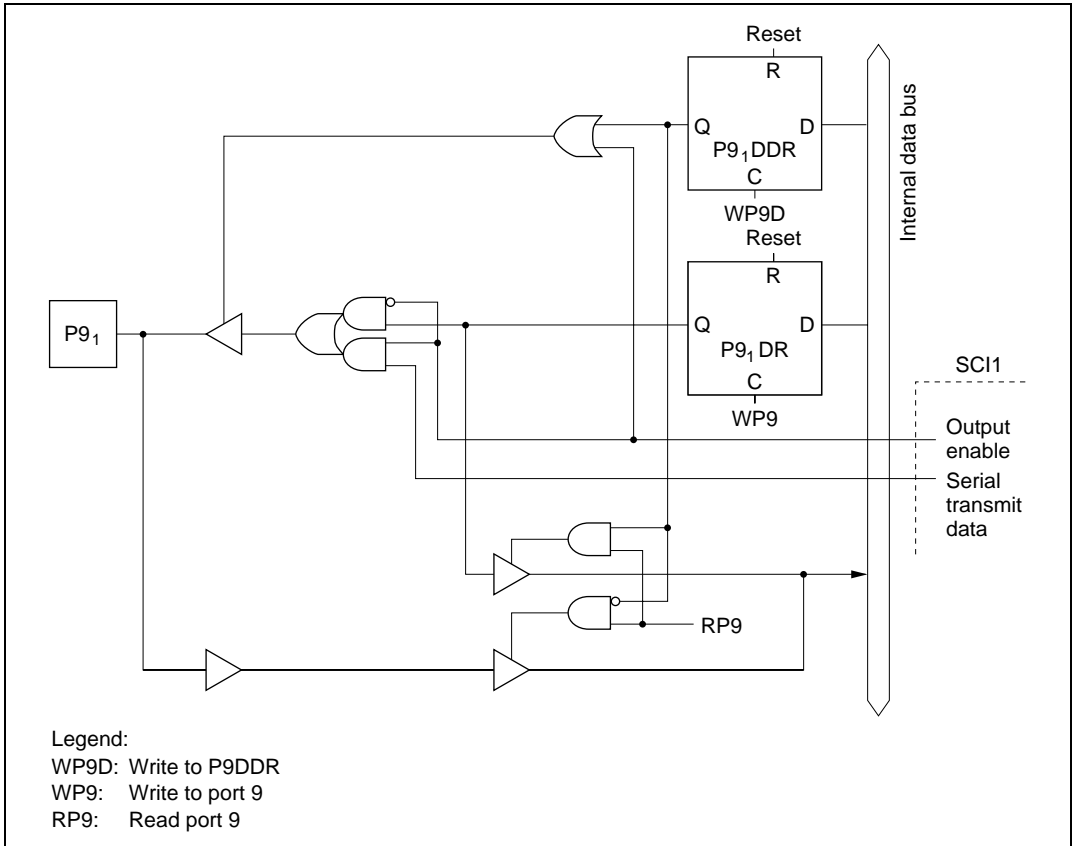 Reset
R
Q
D
P9₁DDR
C
WP9D
Internal data bus
Reset
R
P9₁
Q
D
P9₁DR
C
WP9
SCI1
Output
enable
Serial
transmit
data
RP9
Legend:
WP9D: Write to P9DDR
WP9: Write to port 9
RP9: Read port 9